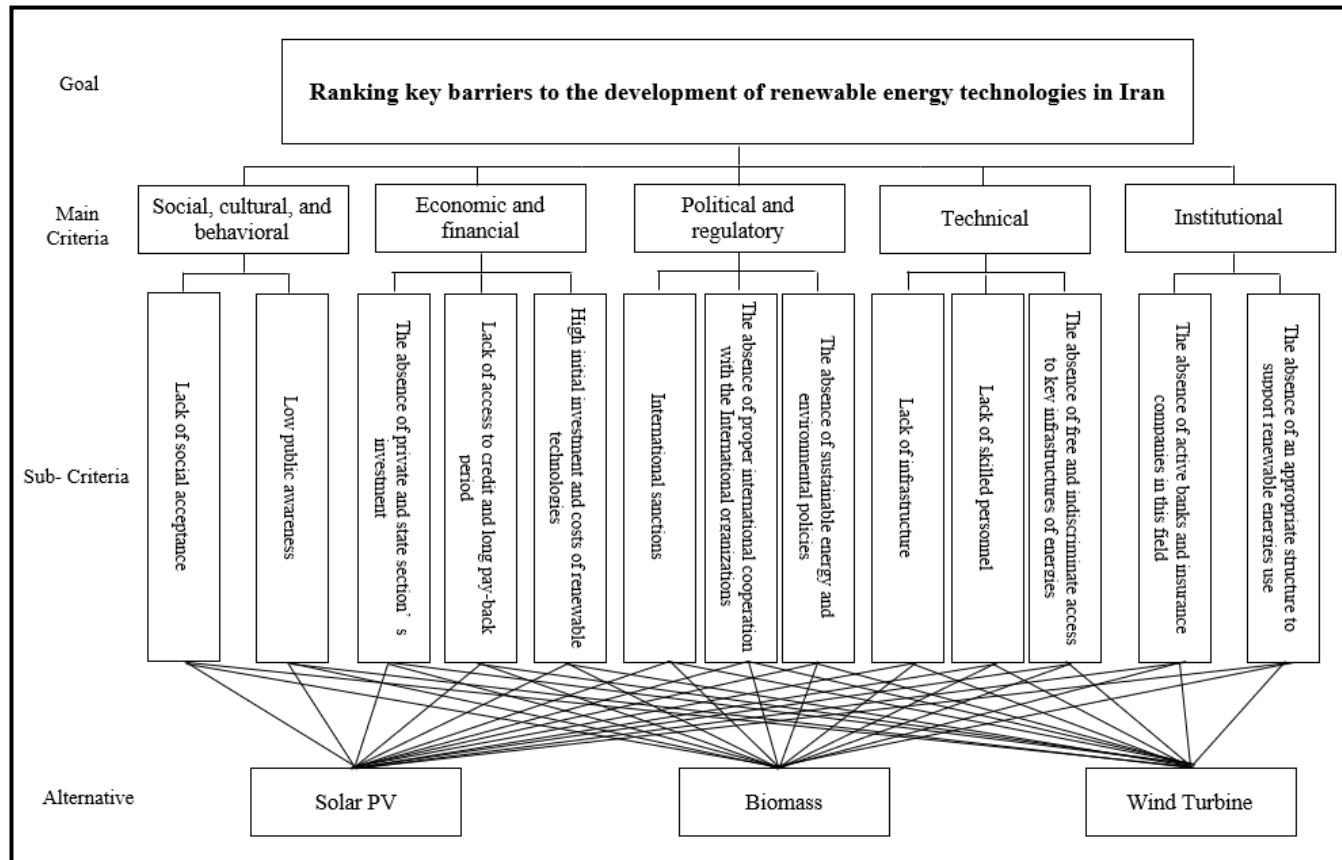 Goal
Ranking key barriers to the development of renewable energy technologies in Iran
Main
Criteria
Social, cultural, and
behavioral
Economic and
financial
Political and
regulatory
Technical
Institutional
Sub- Criteria
Lack of social acceptance
Low public awareness
The absence of private and state section`s
investment
Lack of access to credit and long pay-back
period
High initial investment and costs of renewable
technologies
International sanctions
The absence of proper international cooperation
with the International organizations
The absence of sustainable energy and
environmental policies
Lack of infrastructure
Lack of skilled personnel
The absence of free and indiscriminate access
to key infrastructures of energies
The absence of active banks and insurance
companies in this field
The absence of an appropriate structure to
support renewable energies use
Alternative
Solar PV
Biomass
Wind Turbine